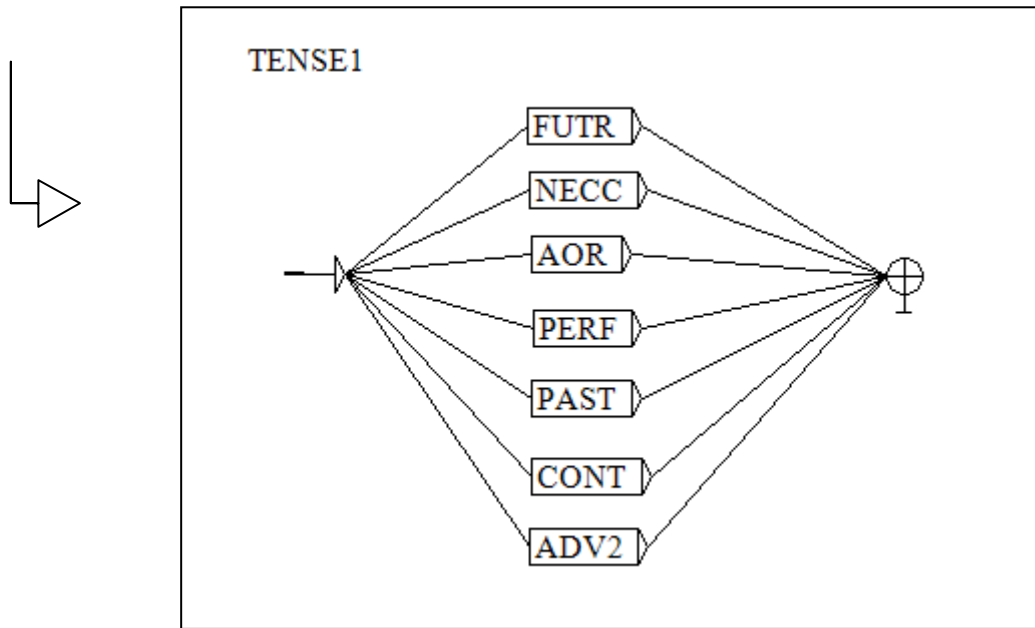 TENSE1
FUTR
NECC
AOR
PERF
PAST
CONT
ADV2